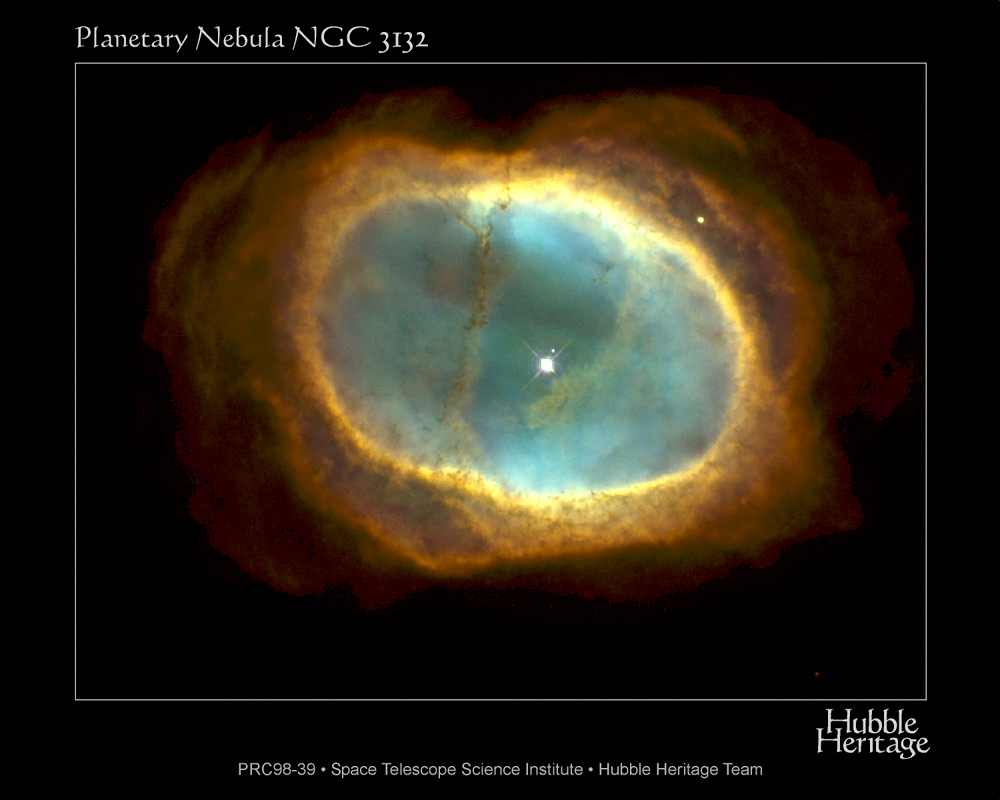 Planetary Nebula NGC 3132
Hubble
Heritage
PRC98-39 • Space Telescope Science Institute • Hubble Heritage Team